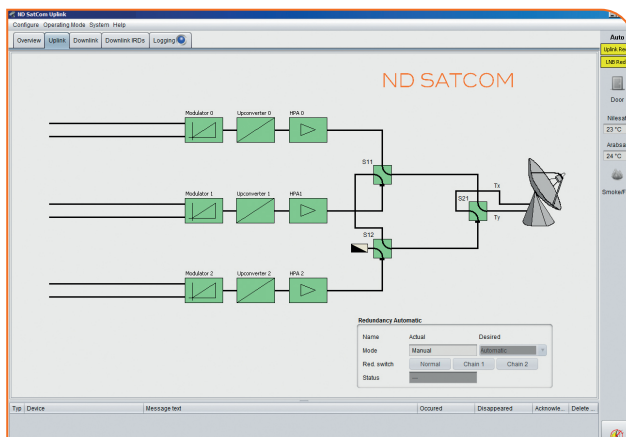 ND SatCom Uplink
Configure Operating Mode System Help
Overview Uplink Downlink Downlink IRDs Logging
Auto
Uplink Red
LNB Red
Door
Nilesat
23 °C
Arabsa
24 °C
Smoke/F
ND SATCOM
Modulator 0 Upconverter 0 HPA 0
S11
Modulator 1 Upconverter 1 HPA1
S12
S21
Tx
Ty
Modulator 2 Upconverter 2 HPA 2
Redundancy Automatic
Name Actual Desired
Mode Manual Automatic
Red. switch Normal Chain 1 Chain 2
Status ---
Typ Device Message text Occured Disappeared Acknowle... Delete ...